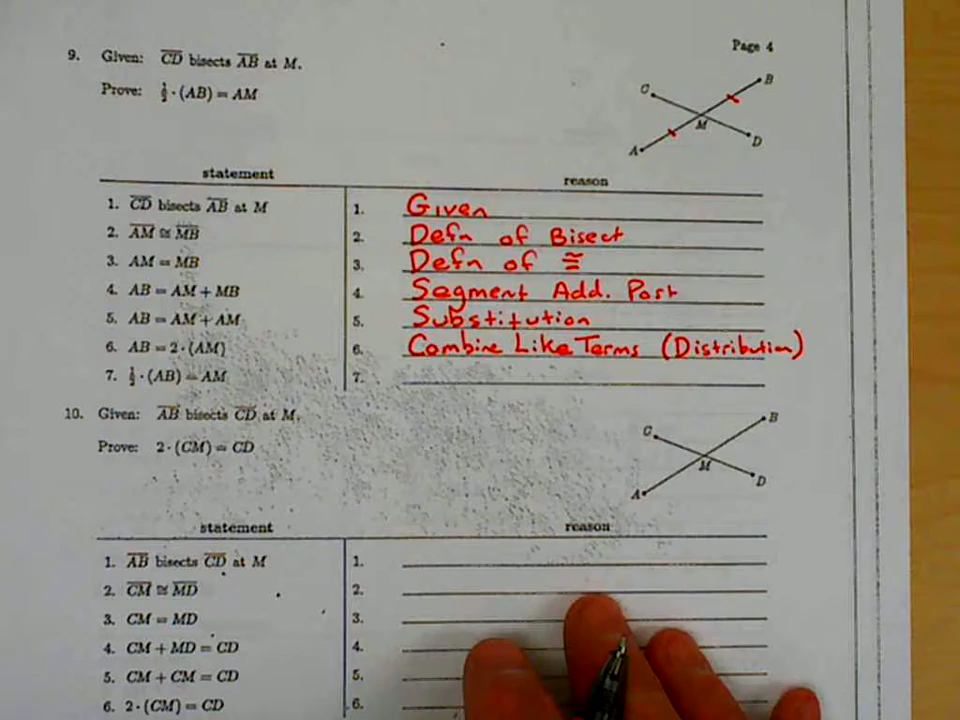 Page 4
9. Given: CD bisects AB at M.
Prove: ½·(AB) = AM
C B
M D
A
statement reason
1. CD bisects AB at M 1. Given
2. AM ≅ MB 2. Defn of Bisect
3. AM = MB 3. Defn of ≅
4. AB = AM + MB 4. Segment Add. Post
5. AB = AM + AM 5. Substitution
6. AB = 2·(AM) 6. Combine Like Terms (Distribution)
7. ½·(AB) = AM 7.
10. Given: AB bisects CD at M.
Prove: 2·(CM) = CD
C B
M D
A
statement reason
1. AB bisects CD at M 1.
2. CM ≅ MD 2.
3. CM = MD 3.
4. CM + MD = CD 4.
5. CM + CM = CD 5.
6. 2·(CM) = CD 6.